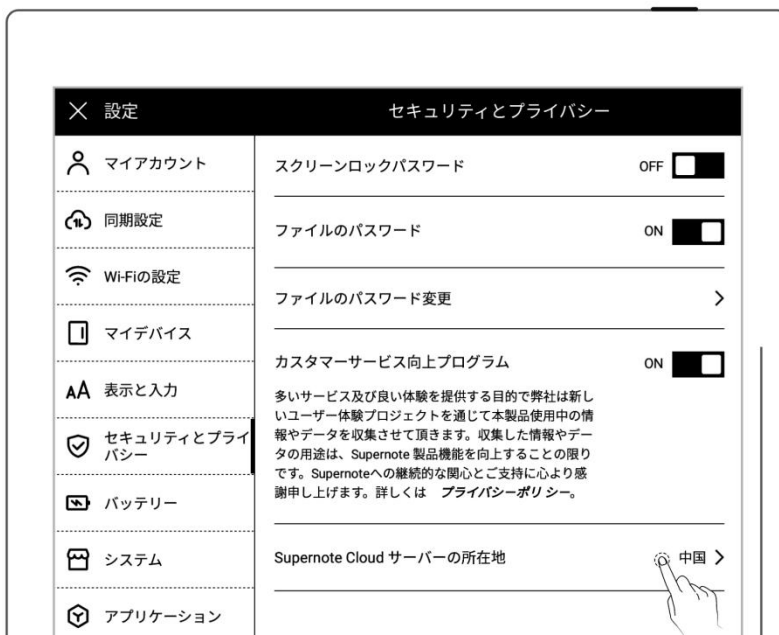 設定
セキュリティとプライバシー
マイアカウント
同期設定
Wi-Fiの設定
マイデバイス
AA 表示と入力
セキュリティとプライ
バシー
バッテリー
システム
アプリケーション
スクリーンロックパスワード OFF
ファイルのパスワード ON
ファイルのパスワード変更
カスタマーサービス向上プログラム ON
多いサービス及び良い体験を提供する目的で弊社は新し
いユーザー体験プロジェクトを通じて本製品使用中の情
報やデータを収集させて頂きます。収集した情報やデー
タの用途は、Supernote 製品機能を向上することの限り
です。Supernoteへの継続的な関心とご支持に心より感
謝申し上げます。詳しくは プライバシーポリ シー。
Supernote Cloud サーバーの所在地 中国